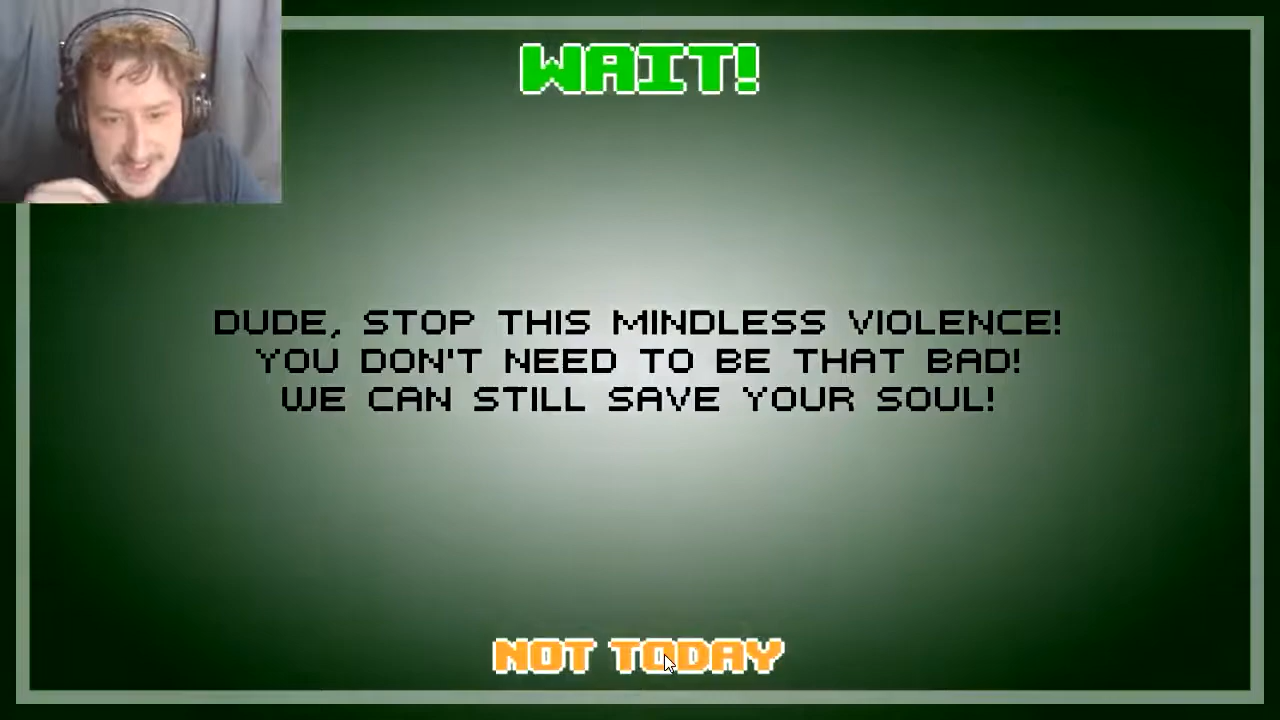 WAIT!
DUDE, STOP THIS MINDLESS VIOLENCE!
YOU DON'T NEED TO BE THAT BAD!
WE CAN STILL SAVE YOUR SOUL!
NOT TODAY